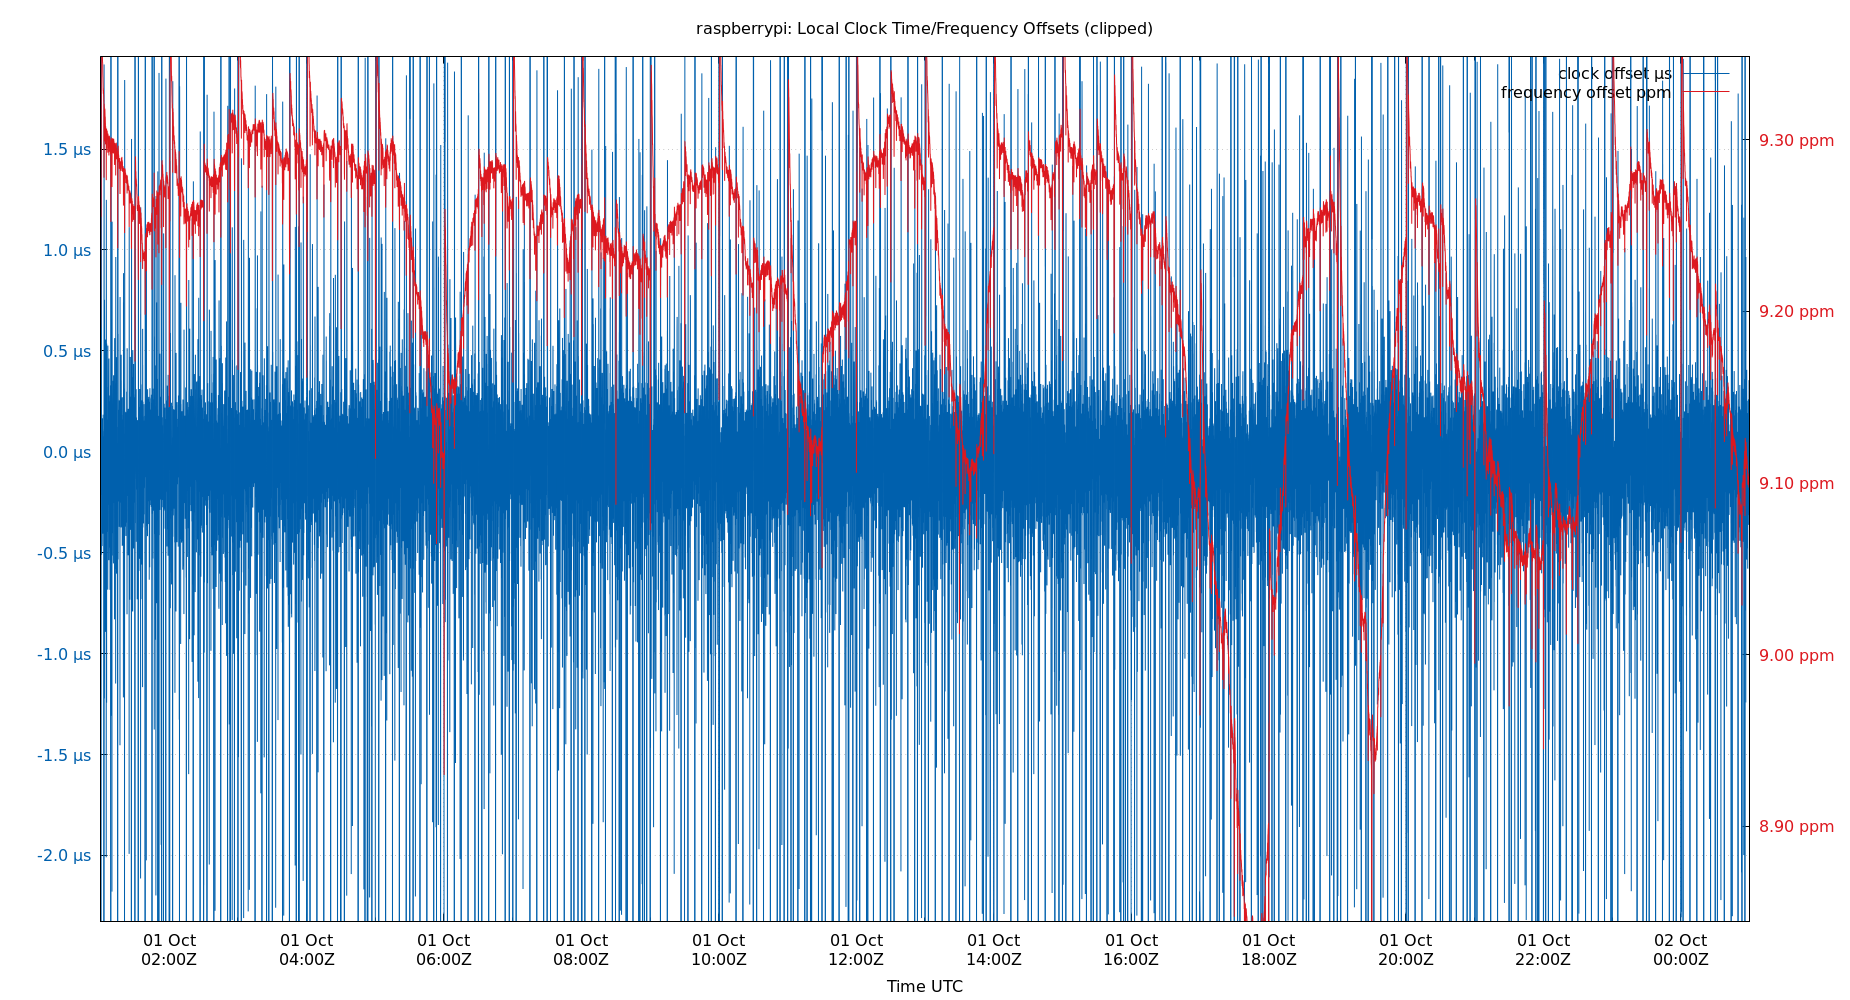 raspberrypi: Local Clock Time/Frequency Offsets (clipped)
clock offset µs
frequency offset ppm
1.5 µs
1.0 µs
0.5 µs
0.0 µs
-0.5 µs
-1.0 µs
-1.5 µs
-2.0 µs
9.30 ppm
9.20 ppm
9.10 ppm
9.00 ppm
8.90 ppm
01 Oct 01 Oct 01 Oct 01 Oct 01 Oct 01 Oct 01 Oct 01 Oct 01 Oct 01 Oct 01 Oct 02 Oct
02:00Z 04:00Z 06:00Z 08:00Z 10:00Z 12:00Z 14:00Z 16:00Z 18:00Z 20:00Z 22:00Z 00:00Z
Time UTC